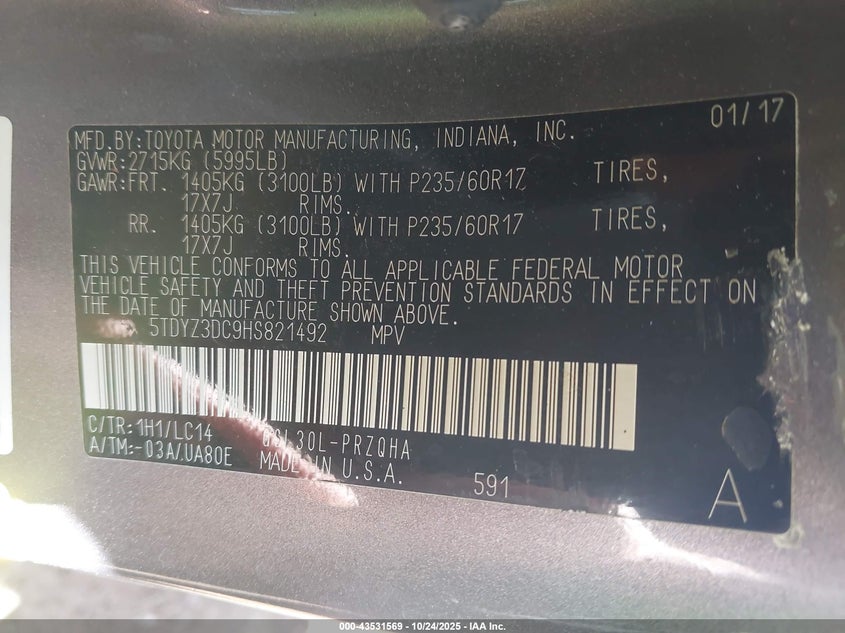 01/17
MFD.BY:TOYOTA MOTOR MANUFACTURING, INDIANA, INC.
GVWR:2715KG (5995LB)
GAWR:FRT. 1405KG (3100LB) WITH P235/60R17 TIRES,
17X7J RIMS.
RR. 1405KG (3100LB) WITH P235/60R17 TIRES,
17X7J RIMS.
THIS VEHICLE CONFORMS TO ALL APPLICABLE FEDERAL MOTOR
VEHICLE SAFETY AND THEFT PREVENTION STANDARDS IN EFFECT ON
THE DATE OF MANUFACTURE SHOWN ABOVE.
5TDYZ3DC9HS821492 MPV
C/TR:1H1/LC14 GSL30L-PRZQHA
A/TM:-03A/UA80E MADE IN U.S.A. 591
A
000-43531569 • 10/24/2025 • IAA Inc.